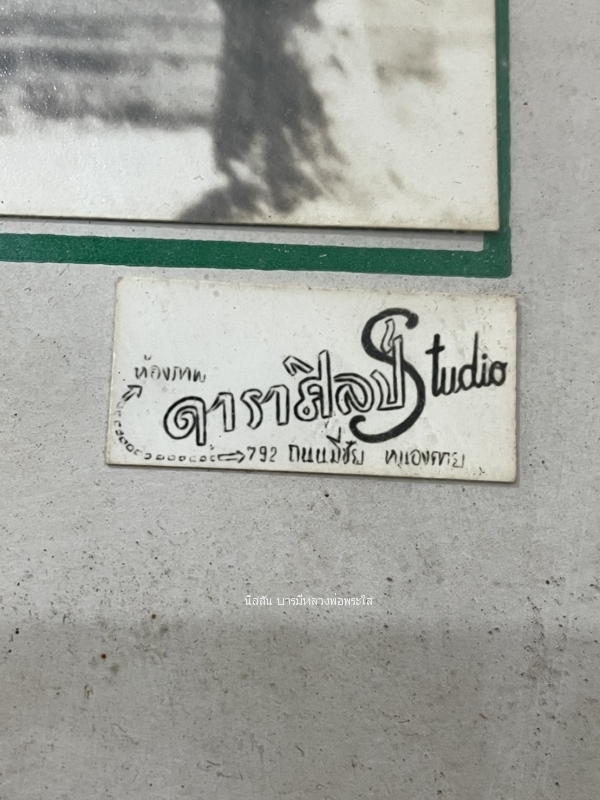 ห้องภาพ
ดาราศิลป์ Studio
792 ถนนมีชัย หนองคาย
นิสสัน บารมีหลวงพ่อพระใส